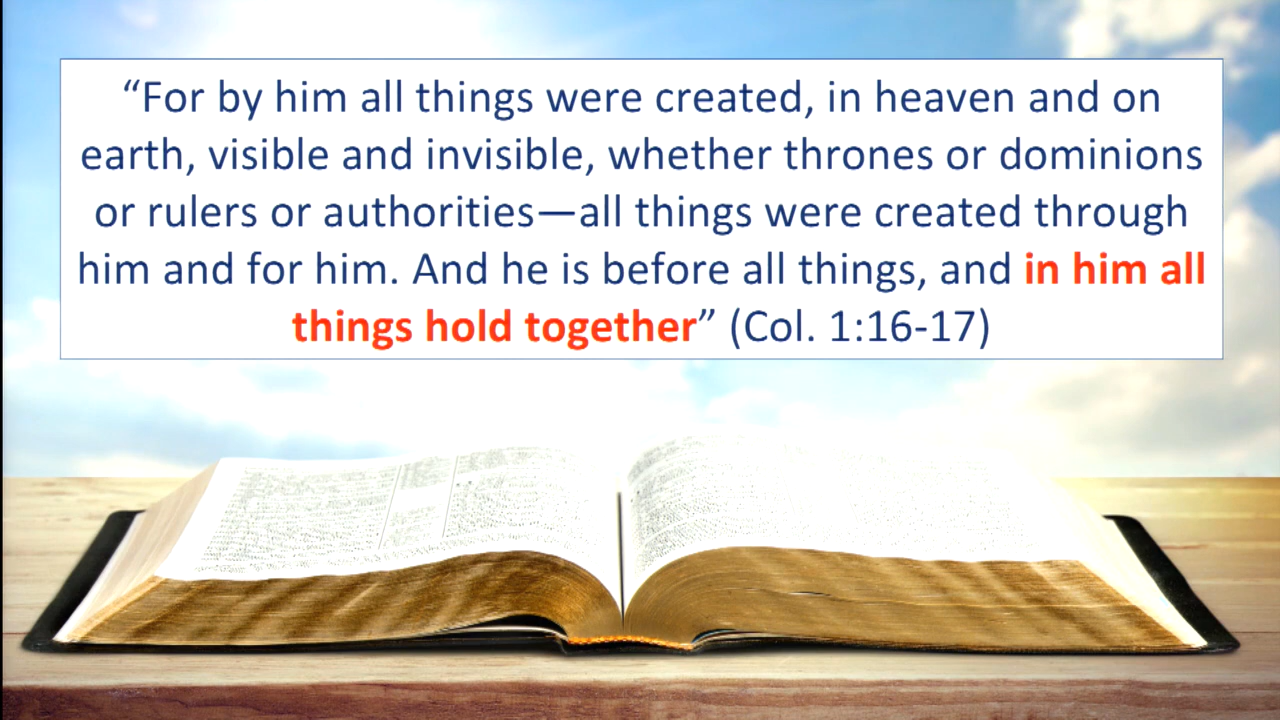 “For by him all things were created, in heaven and on
earth, visible and invisible, whether thrones or dominions
or rulers or authorities—all things were created through
him and for him. And he is before all things, and in him all
things hold together” (Col. 1:16-17)